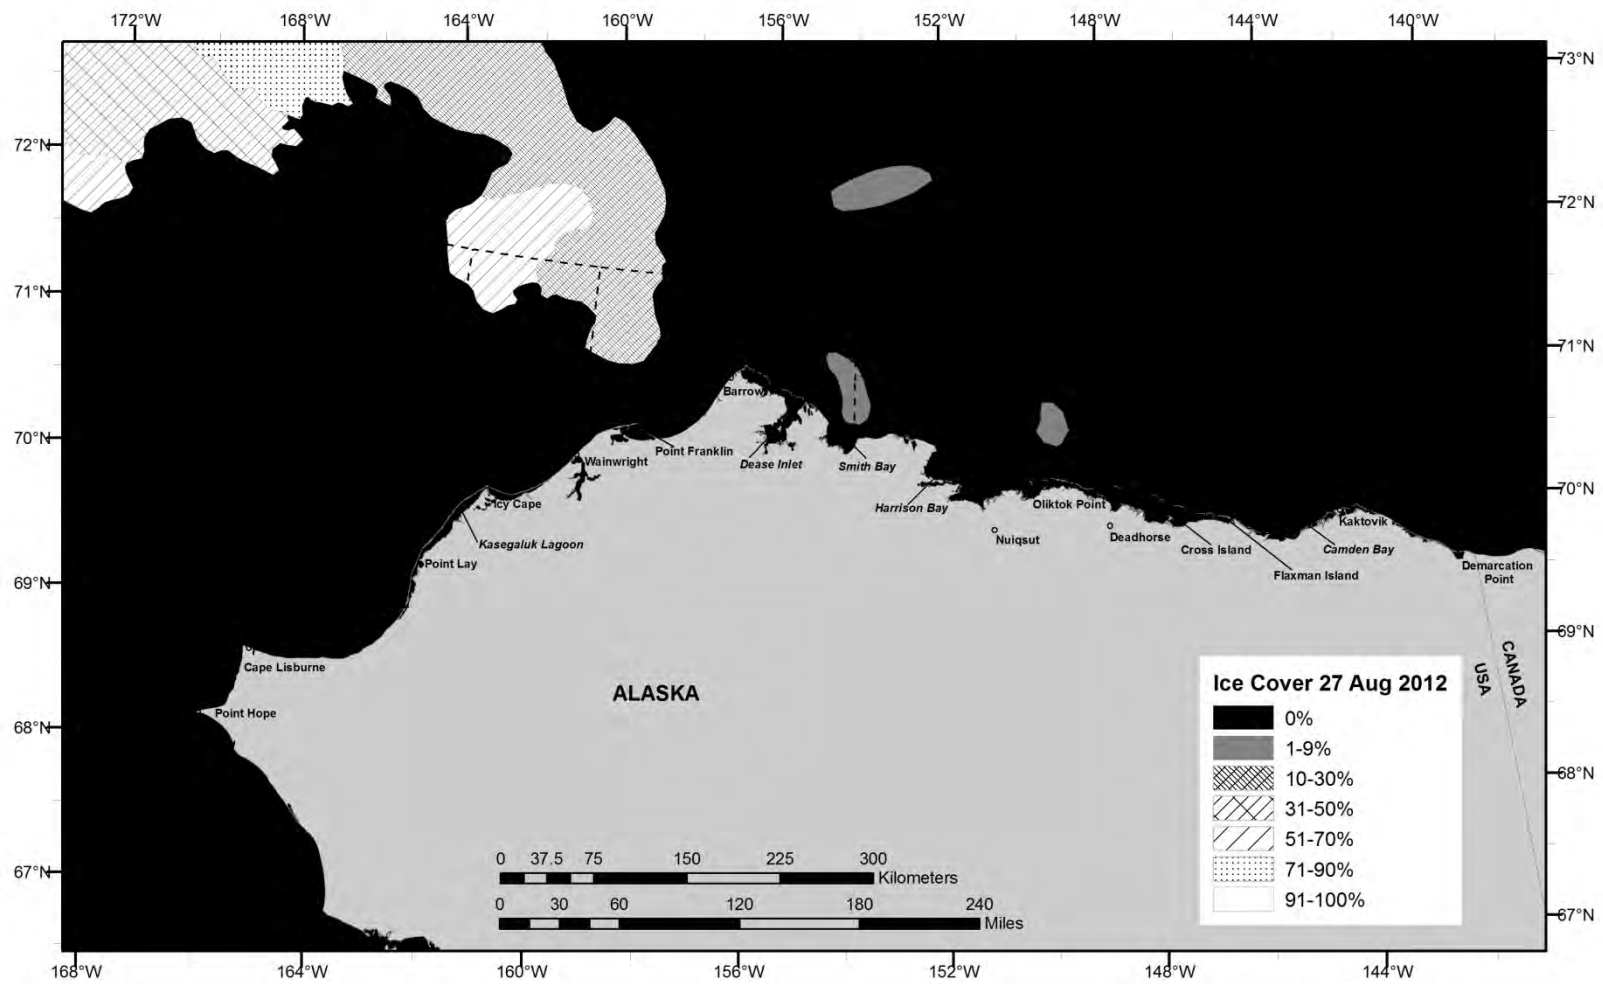 172°W 168°W 164°W 160°W 156°W 152°W 148°W 144°W 140°W
73°N
72°N
72°N
71°N
71°N
70°N
70°N
69°N
69°N
68°N
68°N
67°N
67°N
Barrow
Point Franklin
Wainwright
Dease Inlet
Smith Bay
Icy Cape
Harrison Bay
Oliktok Point
Kasegaluk Lagoon
Nuiqsut
Deadhorse
Cross Island
Kaktovik
Camden Bay
Point Lay
Flaxman Island
Demarcation
Point
Cape Lisburne
Point Hope
ALASKA
USA
CANADA
Ice Cover 27 Aug 2012
0%
1-9%
10-30%
31-50%
51-70%
71-90%
91-100%
0 37.5 75 150 225 300
Kilometers
0 30 60 120 180 240
Miles
168°W 164°W 160°W 156°W 152°W 148°W 144°W